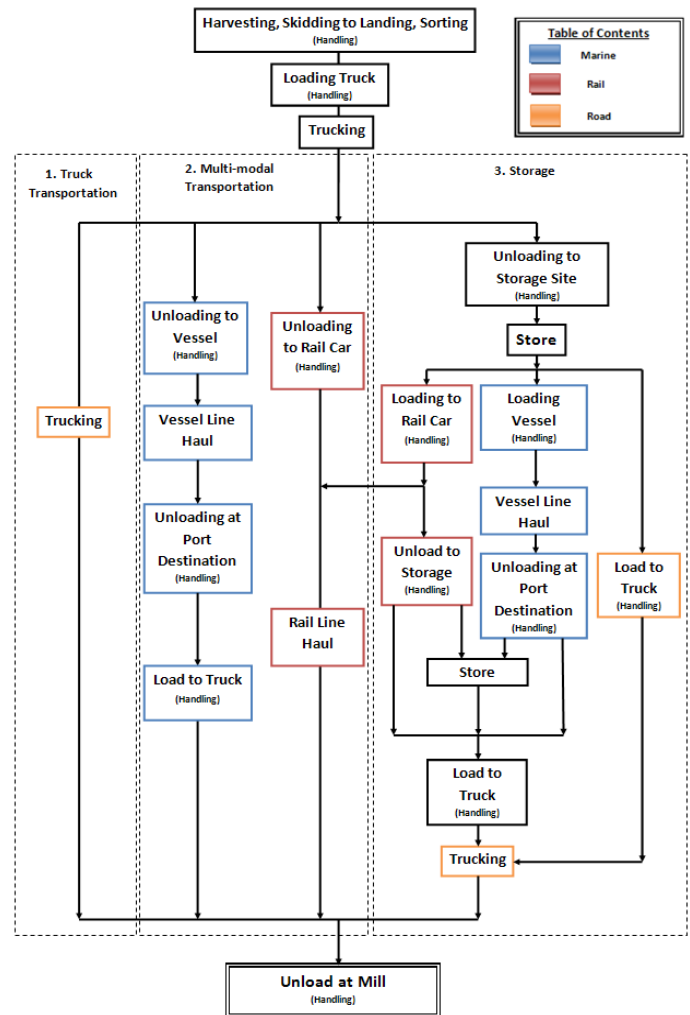 Harvesting, Skidding to Landing, Sorting
(Handling)
Table of Contents
Marine
Rail
Road
Loading Truck
(Handling)
Trucking
1. Truck
Transportation
2. Multi-modal
Transportation
3. Storage
Unloading to
Storage Site
(Handling)
Unloading to
Vessel
(Handling)
Unloading
to Rail Car
(Handling)
Store
Trucking
Vessel Line
Haul
Loading to
Rail Car
(Handling)
Loading
Vessel
(Handling)
Vessel Line
Haul
Unloading at
Port
Destination
(Handling)
Unload to
Storage
(Handling)
Unloading at
Port
Destination
(Handling)
Load to
Truck
(Handling)
Rail Line
Haul
Load to Truck
(Handling)
Store
Load to
Truck
(Handling)
Trucking
Unload at Mill
(Handling)